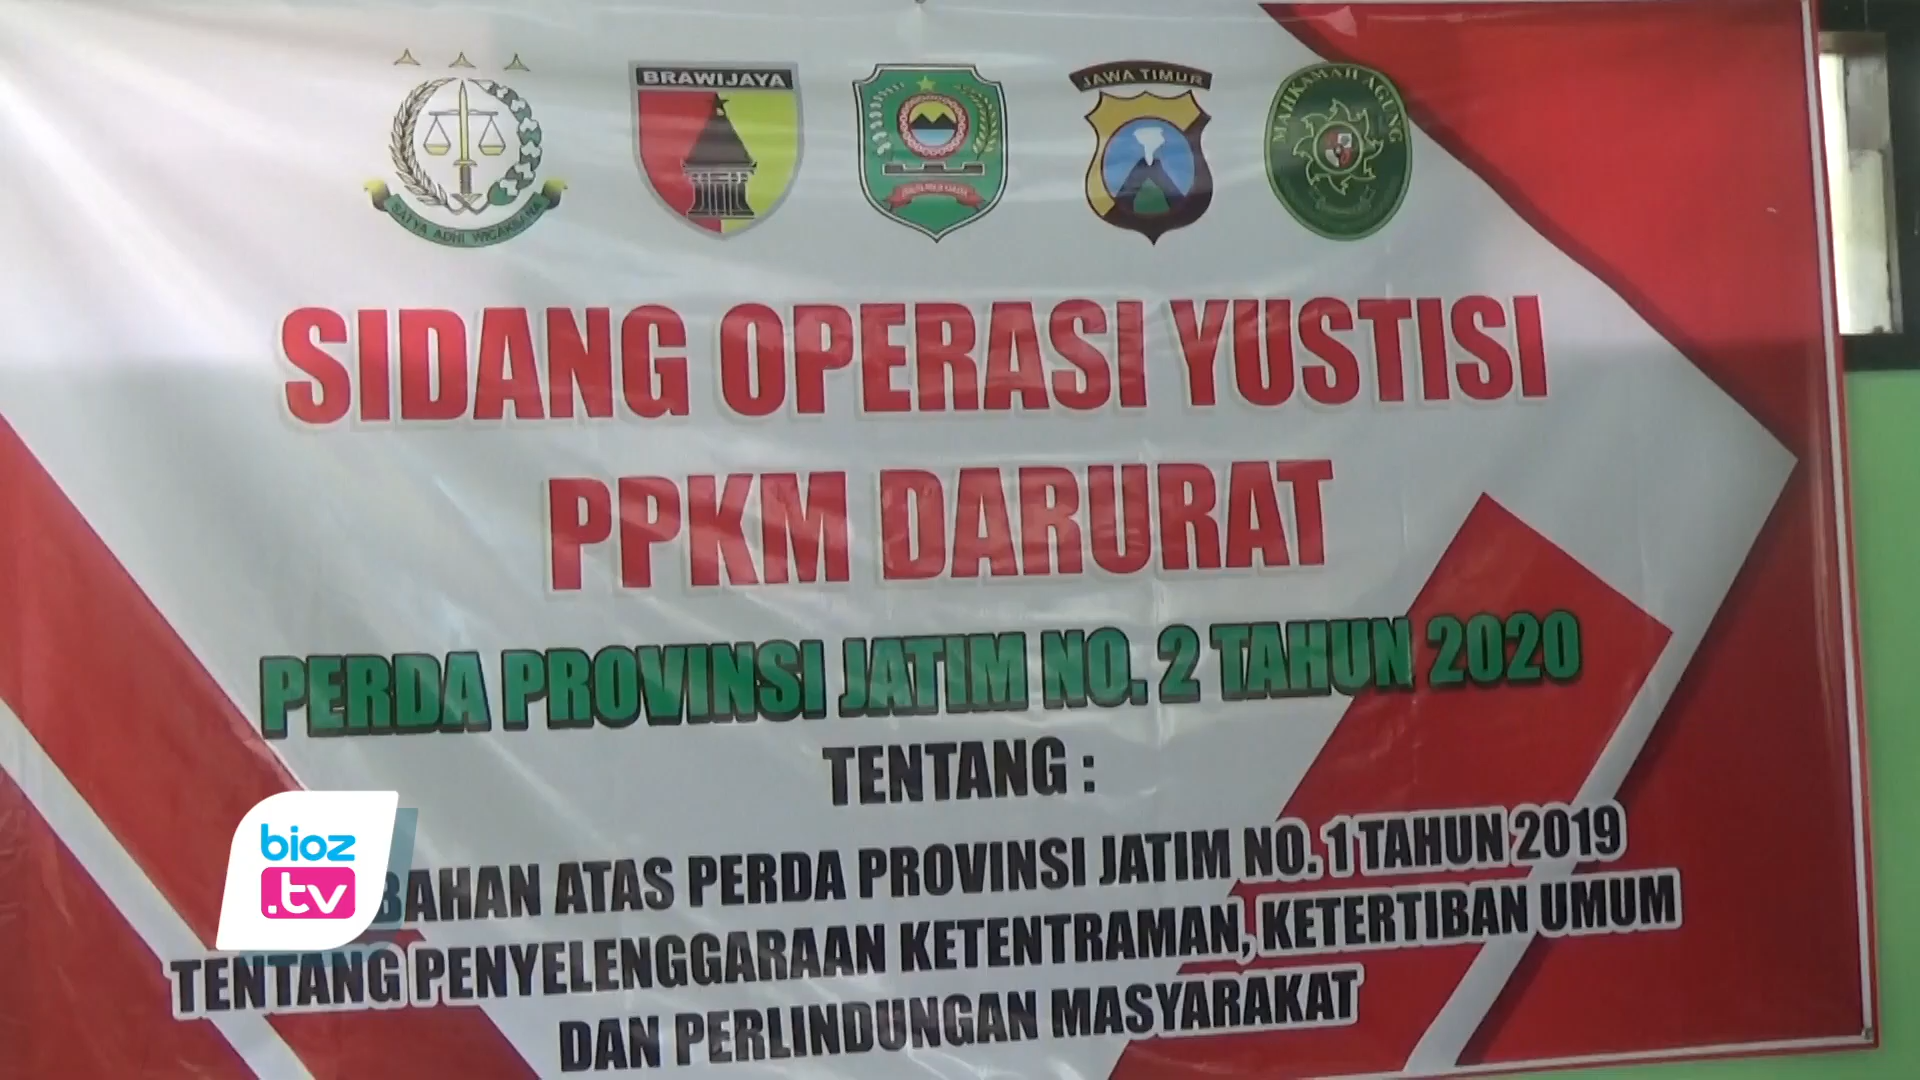 SATYA ADHI WICAKSANA
BRAWIJAYA
JAWA TIMUR
MAHKAMAH AGUNG
SIDANG OPERASI YUSTISI
PPKM DARURAT
PERDA PROVINSI JATIM NO. 2 TAHUN 2020
TENTANG :
BAHAN ATAS PERDA PROVINSI JATIM NO. 1 TAHUN 2019
TENTANG PENYELENGGARAAN KETENTRAMAN, KETERTIBAN UMUM
DAN PERLINDUNGAN MASYARAKAT
bioz
.tv